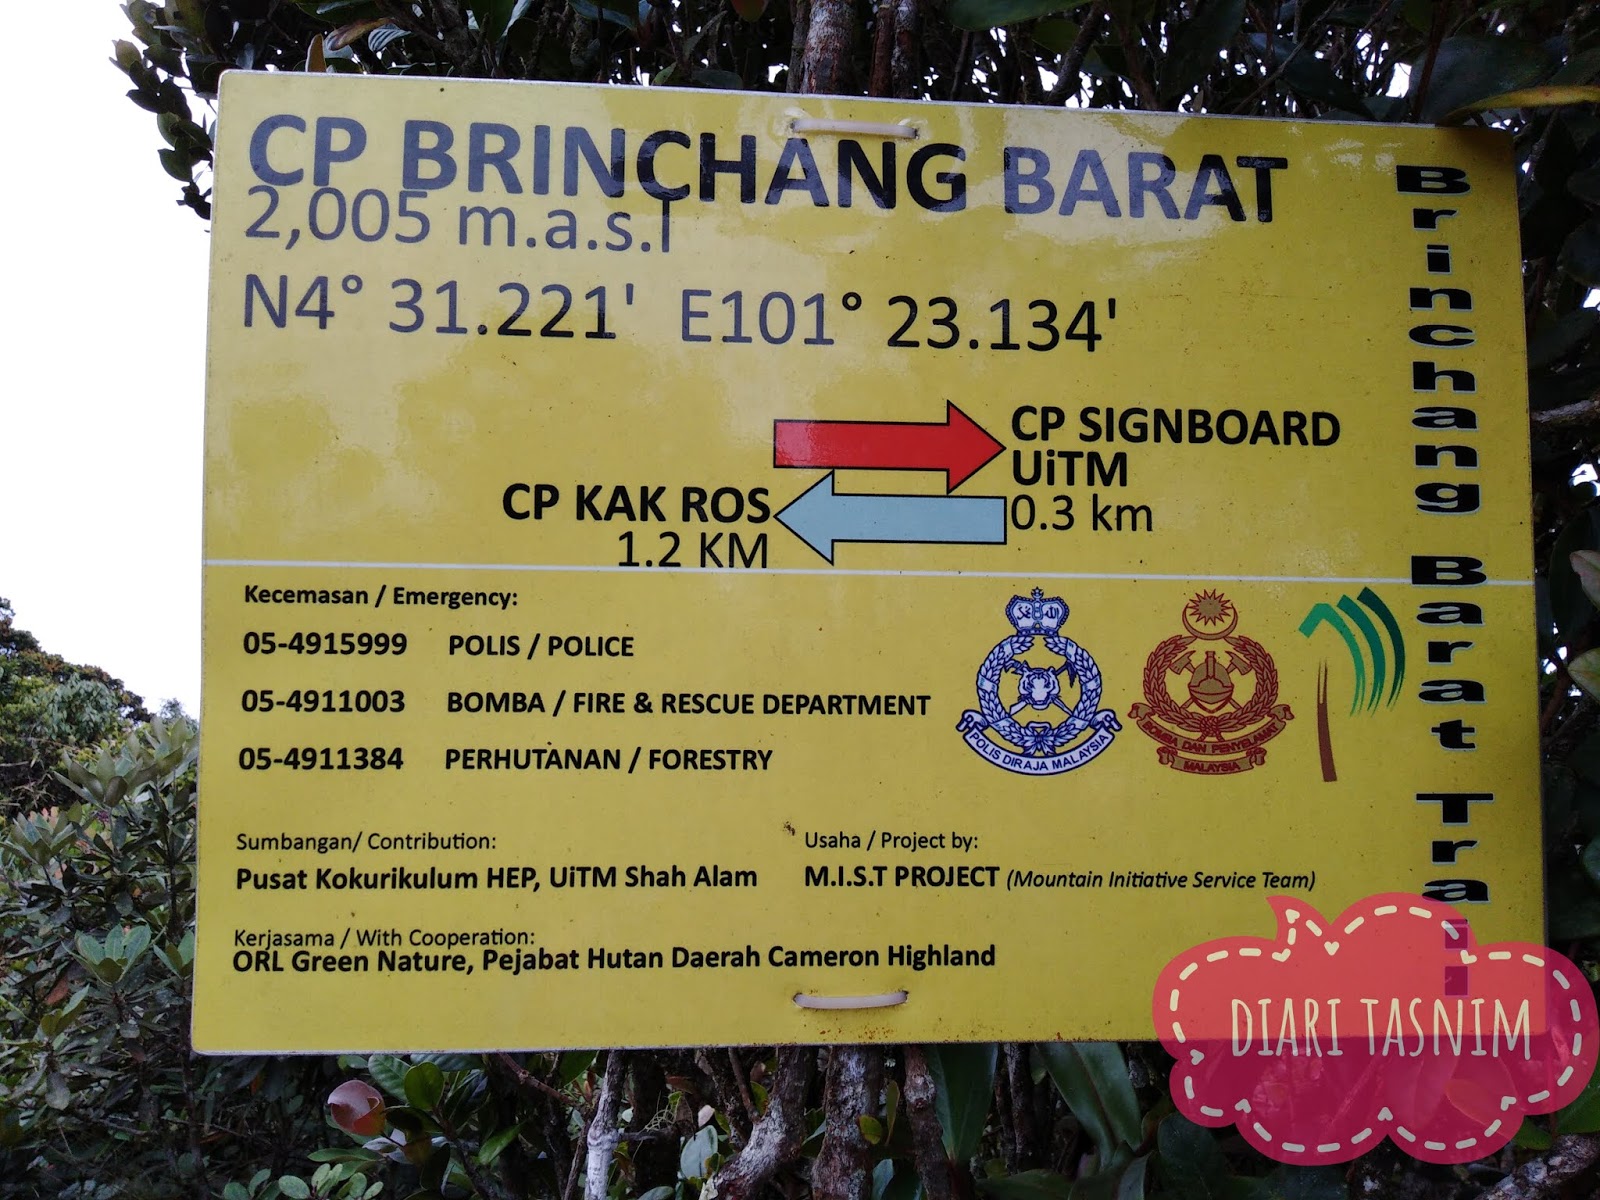 CP BRINCHANG BARAT
2,005 m.a.s.l
N4° 31.221' E101° 23.134'
CP SIGNBOARD
UiTM
0.3 km
CP KAK ROS
1.2 KM
Brinchang Barat Trail
Kecemasan / Emergency:
05-4915999 POLIS / POLICE
05-4911003 BOMBA / FIRE & RESCUE DEPARTMENT
05-4911384 PERHUTANAN / FORESTRY
POLIS DIRAJA MALAYSIA
BOMBA DAN PENYELAMAT
MALAYSIA
Sumbangan/ Contribution:
Pusat Kokurikulum HEP, UiTM Shah Alam
Usaha / Project by:
M.I.S.T PROJECT (Mountain Initiative Service Team)
Kerjasama / With Cooperation:
ORL Green Nature, Pejabat Hutan Daerah Cameron Highland
DIARI TASNIM